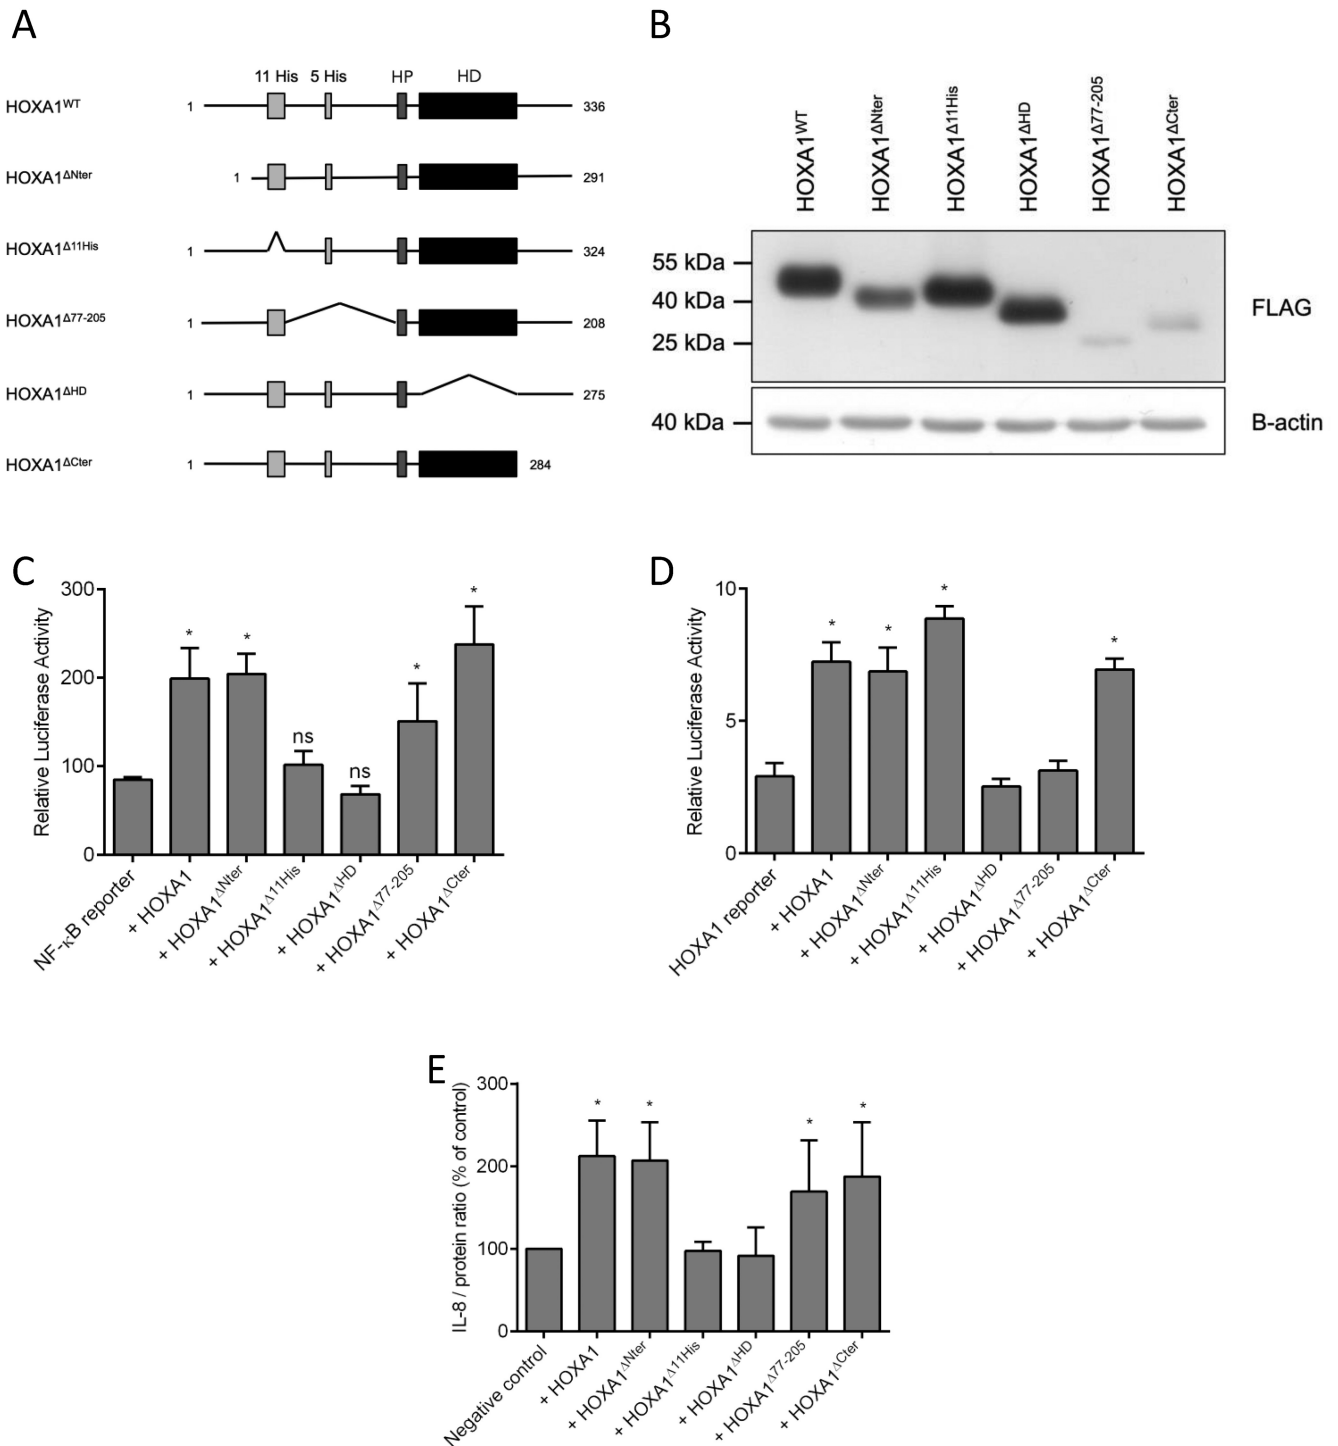 A
11 His 5 His HP HD
HOXA1WT 1 336
HOXA1ΔNter 1 291
HOXA1Δ11His 1 324
HOXA1Δ77-205 1 208
HOXA1ΔHD 1 275
HOXA1ΔCter 1 284
B
HOXA1WT
HOXA1ΔNter
HOXA1Δ11His
HOXA1ΔHD
HOXA1Δ77-205
HOXA1ΔCter
55 kDa
40 kDa
25 kDa
FLAG
40 kDa
B-actin
C
Relative Luciferase Activity
300
200
100
0
* * ns ns * *
NF-κB reporter
+ HOXA1
+ HOXA1ΔNter
+ HOXA1Δ11His
+ HOXA1ΔHD
+ HOXA1Δ77-205
+ HOXA1ΔCter
D
Relative Luciferase Activity
10
5
0
* * * *
HOXA1 reporter
+ HOXA1
+ HOXA1ΔNter
+ HOXA1Δ11His
+ HOXA1ΔHD
+ HOXA1Δ77-205
+ HOXA1ΔCter
E
IL-8 / protein ratio (% of control)
300
200
100
0
* * * *
Negative control
+ HOXA1
+ HOXA1ΔNter
+ HOXA1Δ11His
+ HOXA1ΔHD
+ HOXA1Δ77-205
+ HOXA1ΔCter